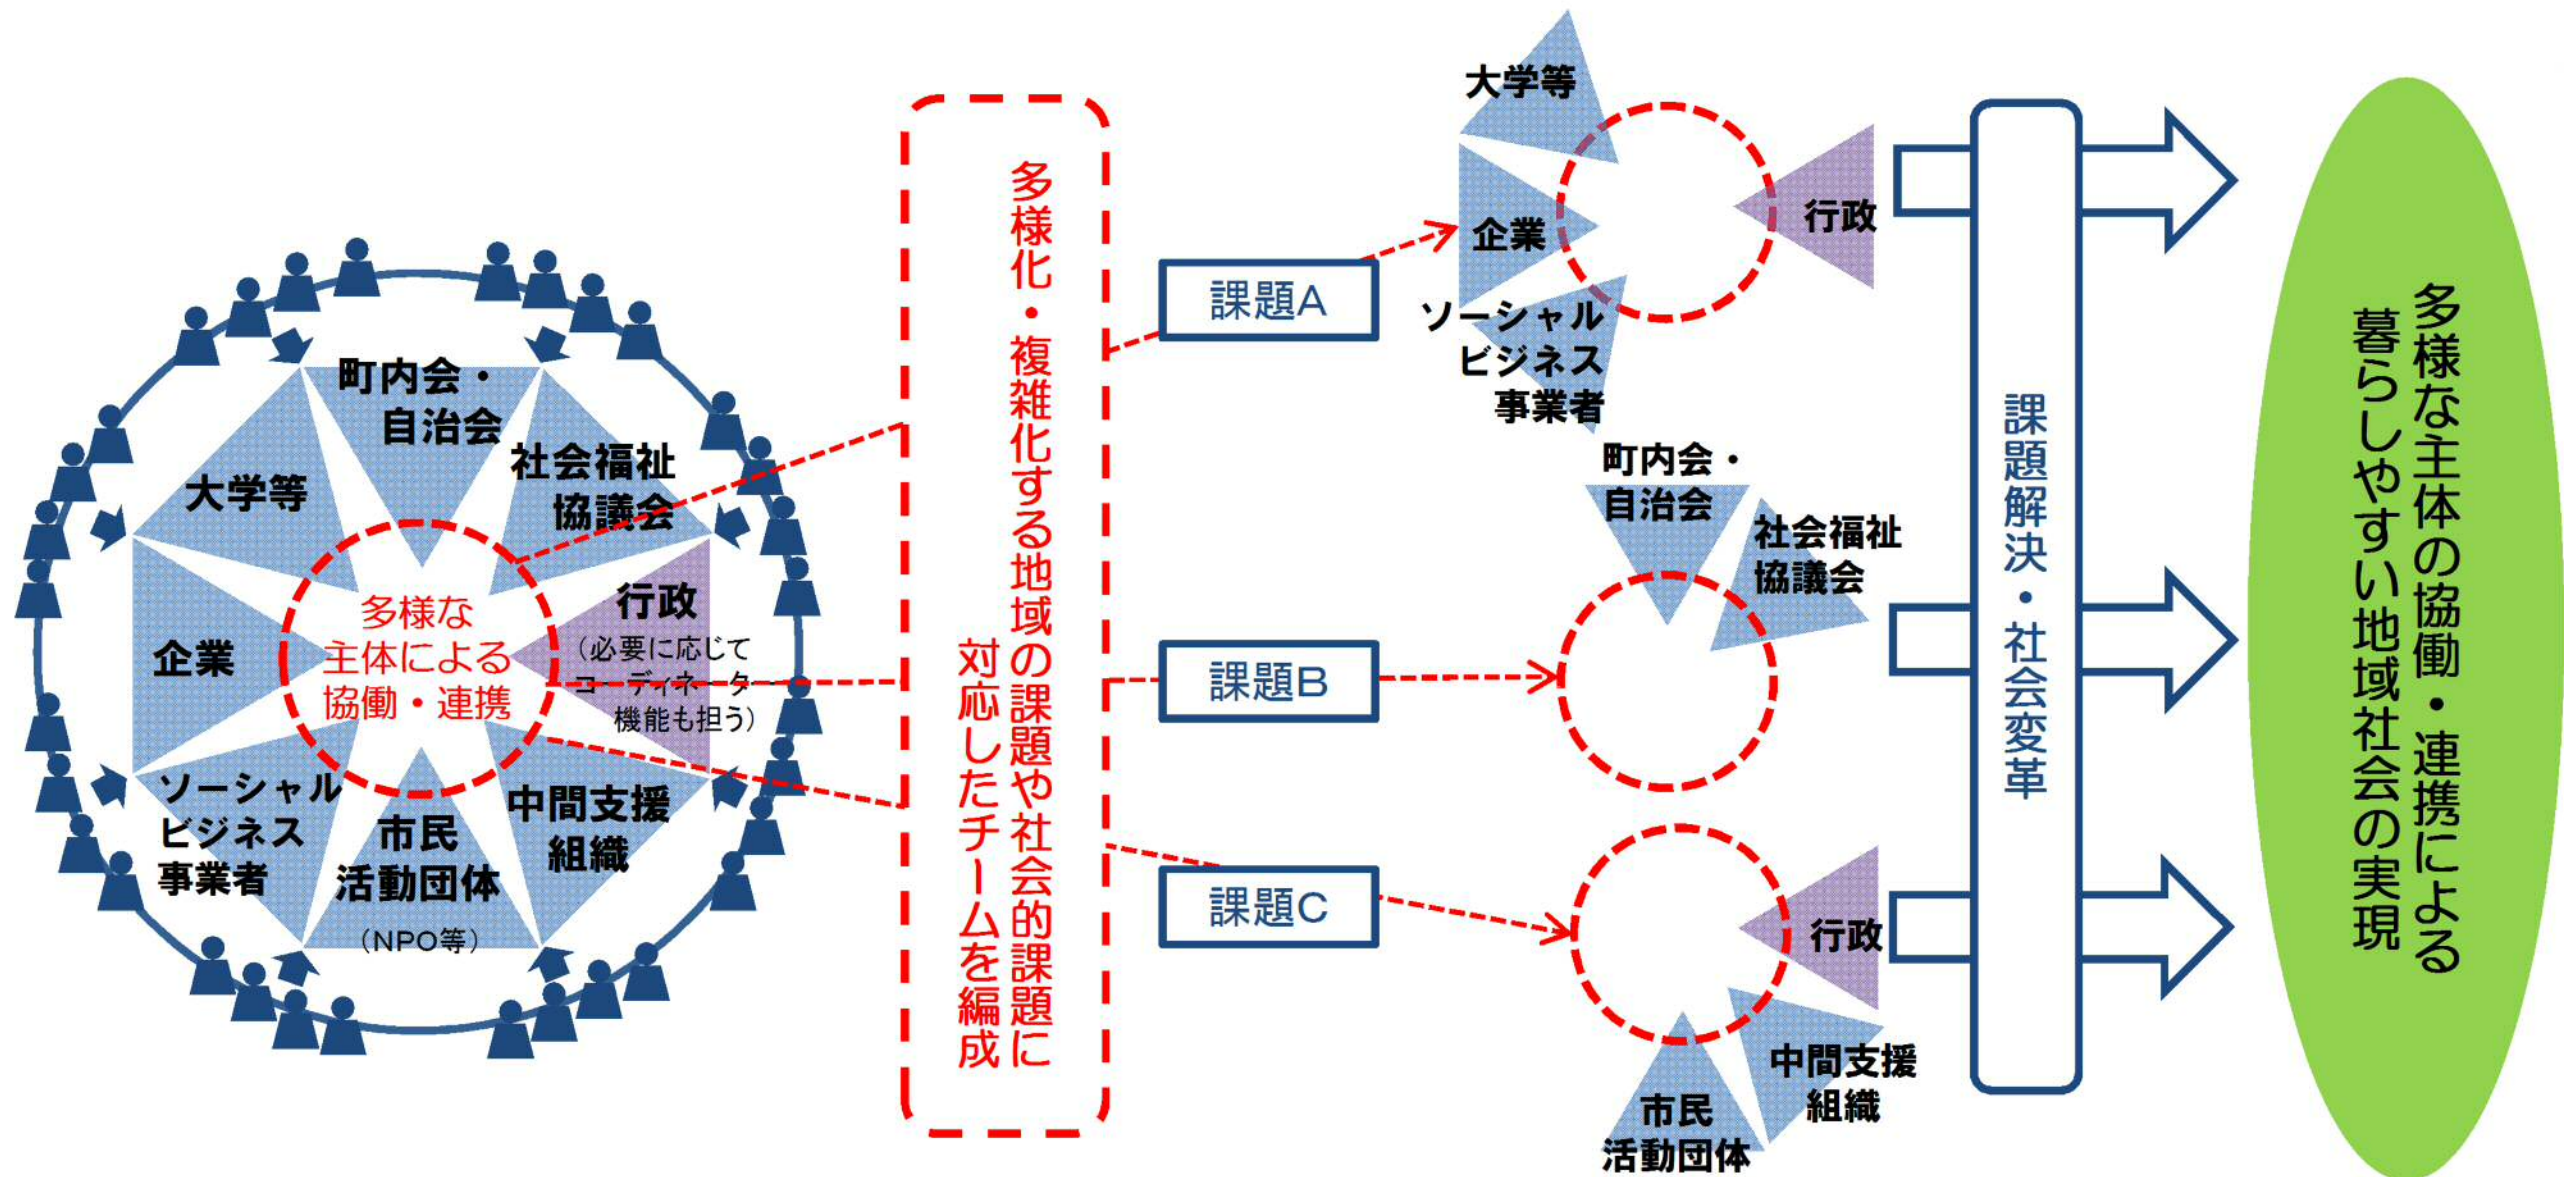 町内会・
自治会
社会福祉
協議会
大学等
行政
（必要に応じて
コーディネーター
機能も担う）
多様な
主体による
協働・連携
企業
ソーシャル
ビジネス
事業者
市民
活動団体
（NPO等）
中間支援
組織
多様化・複雑化する地域の課題や社会的課題に
対応したチームを編成
課題A
課題B
課題C
大学等
企業
ソーシャル
ビジネス
事業者
行政
町内会・
自治会
社会福祉
協議会
行政
中間支援
組織
市民
活動団体
課題解決・社会変革
多様な主体の協働・連携による
暮らしやすい地域社会の実現